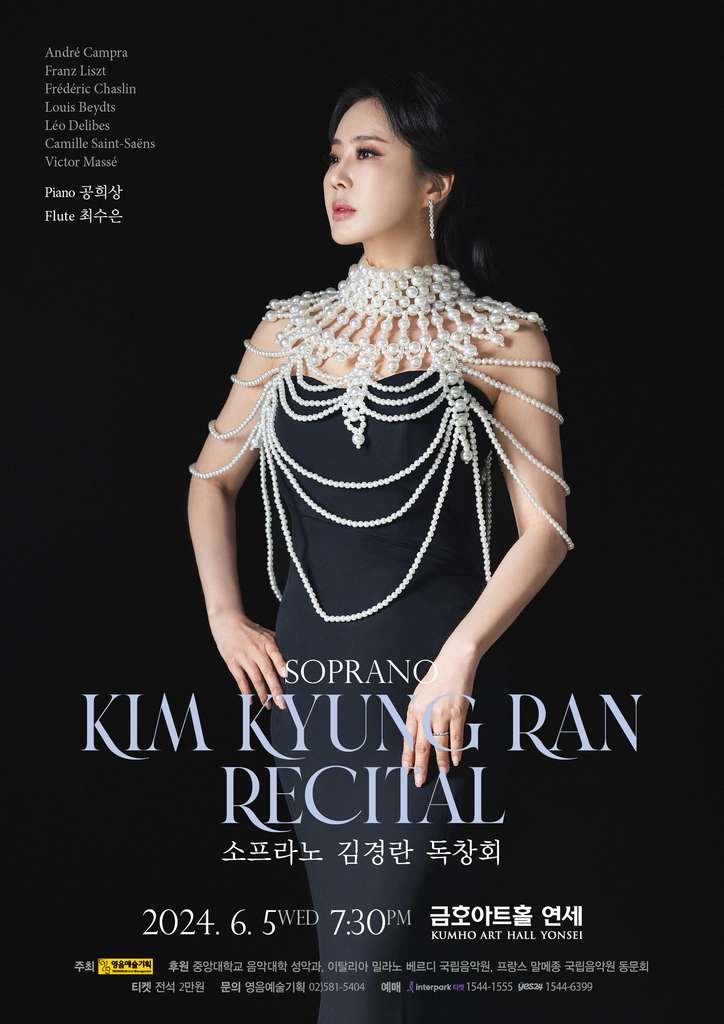 André Campra
Franz Liszt
Frédéric Chaslin
Louis Beydts
Léo Delibes
Camille Saint-Saëns
Victor Massé
Piano 공희상
Flute 최수은
SOPRANO
KIM KYUNG RAN
RECITAL
소프라노 김경란 독창회
2024. 6. 5 WED 7:30PM 금호아트홀 연세
KUMHO ART HALL YONSEI
주최 영음예술기획 후원 중앙대학교 음악대학 성악과, 이탈리아 밀라노 베르디 국립음악원, 프랑스 말메종 국립음악원 동문회
티켓 전석 2만원 문의 영음예술기획 02)581-5404 예매 interpark 티켓 1544-1555 yes24 1544-6399